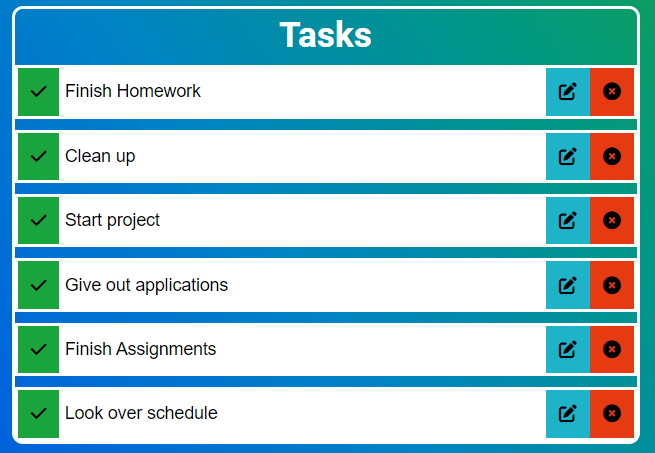 Tasks
Finish Homework
Clean up
Start project
Give out applications
Finish Assignments
Look over schedule